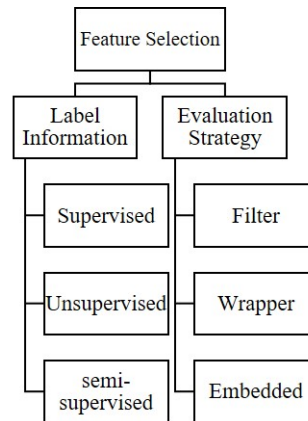 Feature Selection
Label
Information
Evaluation
Strategy
Supervised
Filter
Unsupervised
Wrapper
semi-
supervised
Embedded